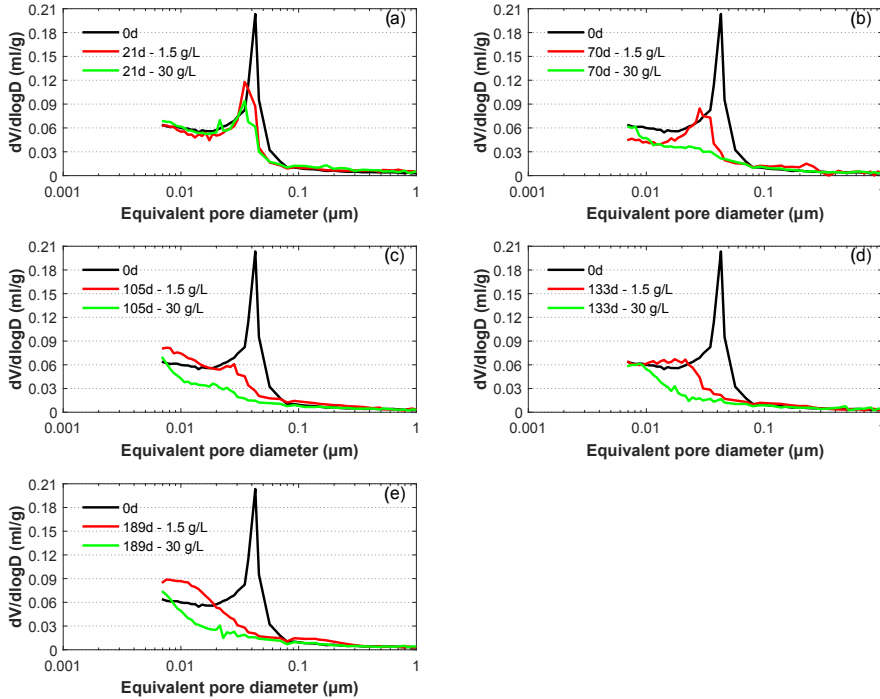 (a)
0d
21d - 1.5 g/L
21d - 30 g/L
dV/dlogD (ml/g)
0.21
0.18
0.15
0.12
0.09
0.06
0.03
0
0.001
0.01
0.1
1
Equivalent pore diameter (µm)
(b)
0d
70d - 1.5 g/L
70d - 30 g/L
dV/dlogD (ml/g)
0.21
0.18
0.15
0.12
0.09
0.06
0.03
0
0.001
0.01
0.1
1
Equivalent pore diameter (µm)
(c)
0d
105d - 1.5 g/L
105d - 30 g/L
dV/dlogD (ml/g)
0.21
0.18
0.15
0.12
0.09
0.06
0.03
0
0.001
0.01
0.1
1
Equivalent pore diameter (µm)
(d)
0d
133d - 1.5 g/L
133d - 30 g/L
dV/dlogD (ml/g)
0.21
0.18
0.15
0.12
0.09
0.06
0.03
0
0.001
0.01
0.1
1
Equivalent pore diameter (µm)
(e)
0d
189d - 1.5 g/L
189d - 30 g/L
dV/dlogD (ml/g)
0.21
0.18
0.15
0.12
0.09
0.06
0.03
0
0.001
0.01
0.1
1
Equivalent pore diameter (µm)